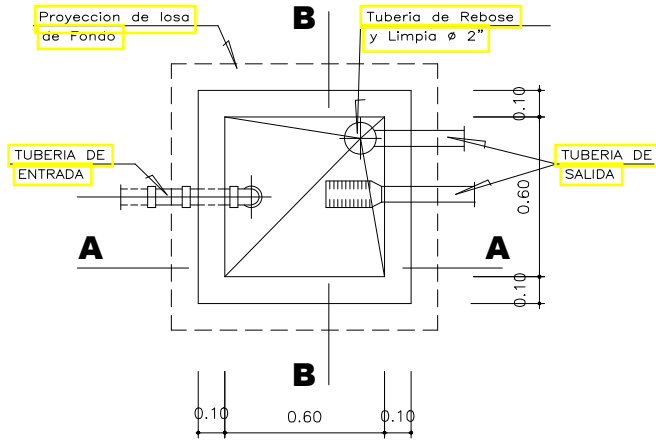 Proyeccion de losa
de Fondo
B
Tuberia de Rebose
y Limpia ø 2"
0.10
TUBERIA DE
ENTRADA
TUBERIA DE
SALIDA
0.60
A
A
0.10
B
0.10
0.60
0.10